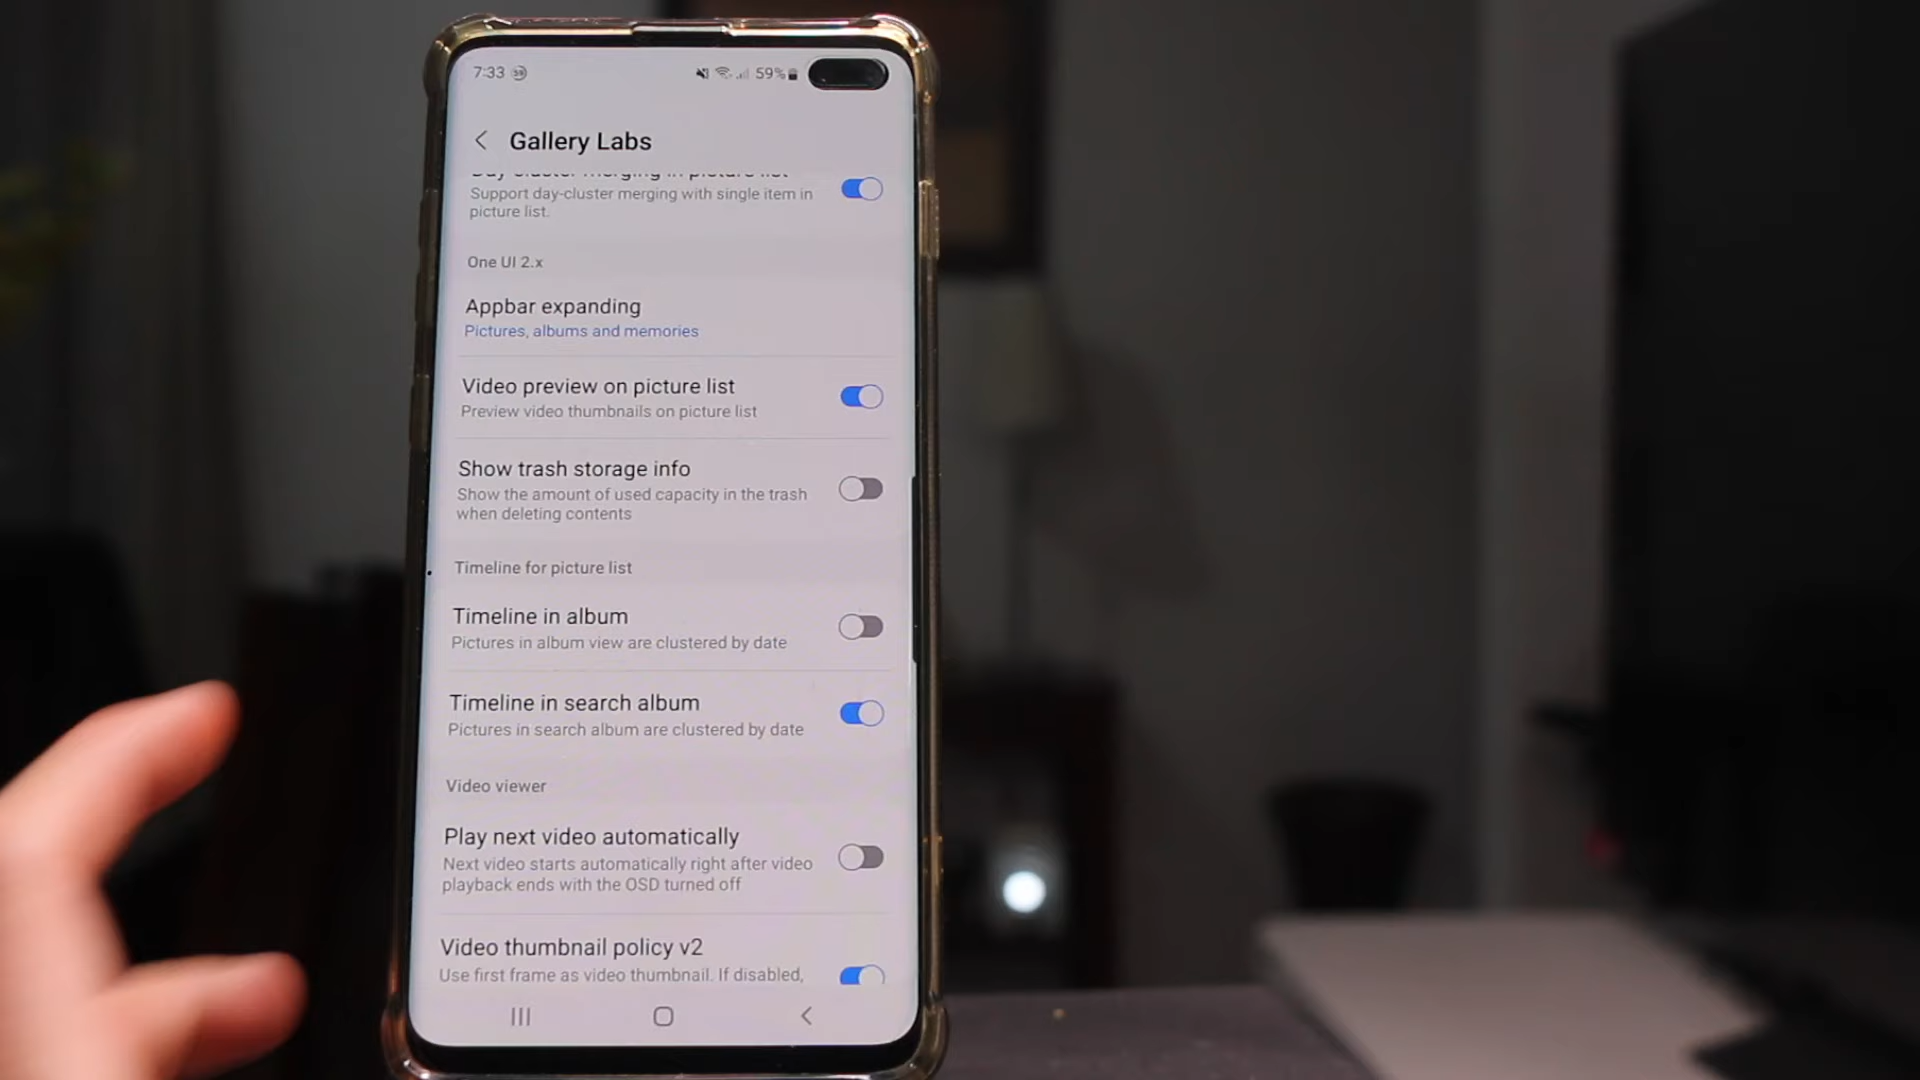 7:33 59 59%
Gallery Labs
Day-cluster merging in picture list
Support day-cluster merging with single item in
picture list.
One UI 2.x
Appbar expanding
Pictures, albums and memories
Video preview on picture list
Preview video thumbnails on picture list
Show trash storage info
Show the amount of used capacity in the trash
when deleting contents
Timeline for picture list
Timeline in album
Pictures in album view are clustered by date
Timeline in search album
Pictures in search album are clustered by date
Video viewer
Play next video automatically
Next video starts automatically right after video
playback ends with the OSD turned off
Video thumbnail policy v2
Use first frame as video thumbnail. If disabled,